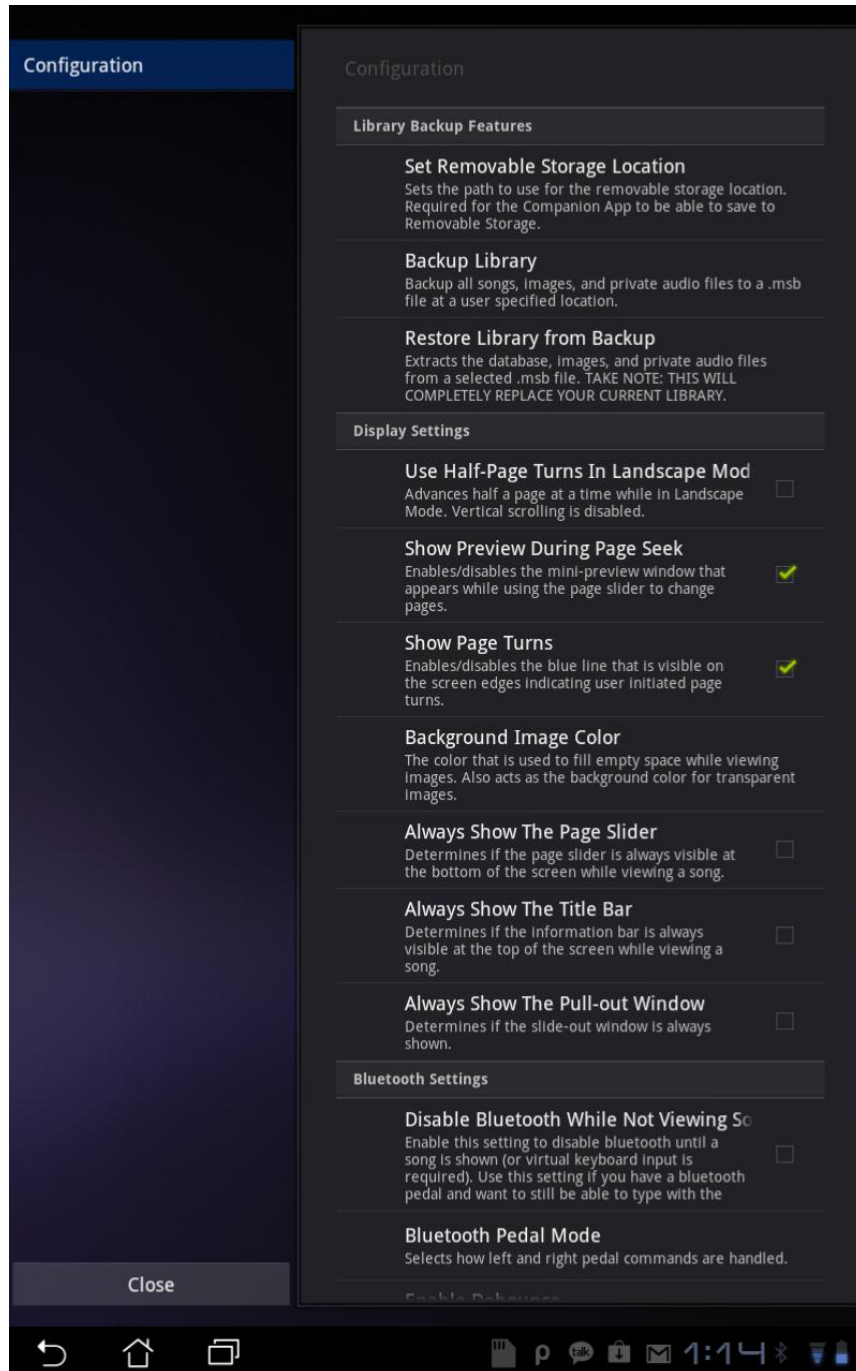 Configuration
Configuration
Library Backup Features
Set Removable Storage Location
Sets the path to use for the removable storage location.
Required for the Companion App to be able to save to
Removable Storage.
Backup Library
Backup all songs, images, and private audio files to a .msb
file at a user specified location.
Restore Library from Backup
Extracts the database, images, and private audio files
from a selected .msb file. TAKE NOTE: THIS WILL
COMPLETELY REPLACE YOUR CURRENT LIBRARY.
Display Settings
Use Half-Page Turns In Landscape Mod
Advances half a page at a time while in Landscape
Mode. Vertical scrolling is disabled.
Show Preview During Page Seek
Enables/disables the mini-preview window that
appears while using the page slider to change
pages.
Show Page Turns
Enables/disables the blue line that is visible on
the screen edges indicating user initiated page
turns.
Background Image Color
The color that is used to fill empty space while viewing
images. Also acts as the background color for transparent
images.
Always Show The Page Slider
Determines if the page slider is always visible at
the bottom of the screen while viewing a song.
Always Show The Title Bar
Determines if the information bar is always
visible at the top of the screen while viewing a
song.
Always Show The Pull-out Window
Determines if the slide-out window is always
shown.
Bluetooth Settings
Disable Bluetooth While Not Viewing So
Enable this setting to disable bluetooth until a
song is shown (or virtual keyboard input is
required). Use this setting if you have a bluetooth
pedal and want to still be able to type with the
Bluetooth Pedal Mode
Selects how left and right pedal commands are handled.
Enable Debounce
Close
talk
1:14